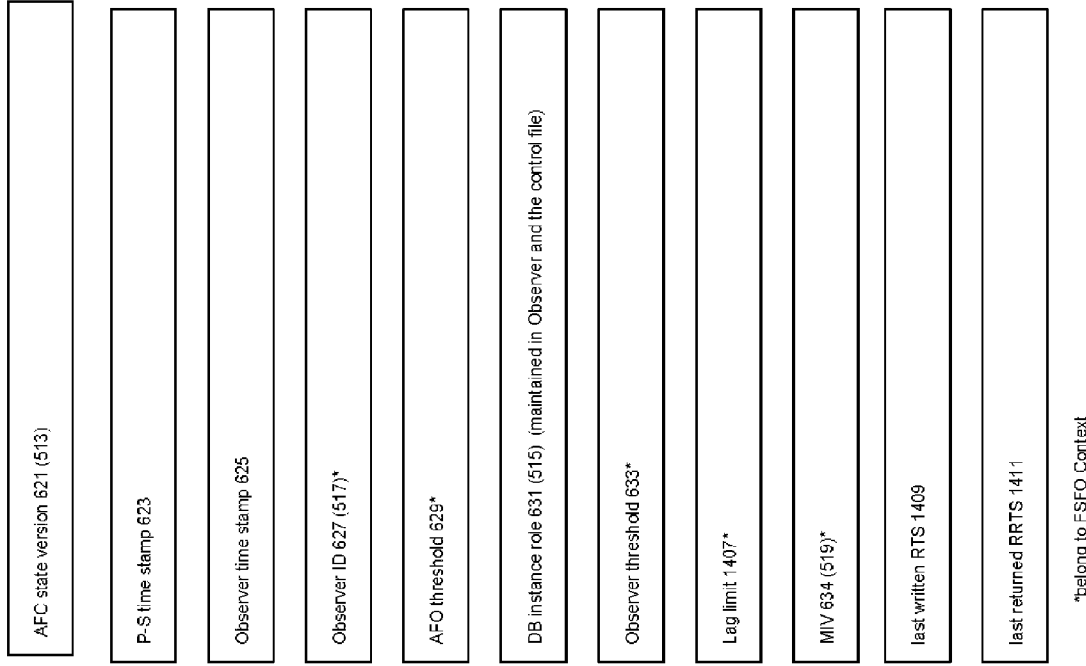 AFC state version 621 (513)
P-S time stamp 623
Observer time stamp 625
Observer ID 627 (517)*
AFO threshold 629*
DB instance role 631 (515) (maintained in Observer and the control file)
Observer threshold 633*
Lag limit 1407*
MIV 634 (519)*
last written RTS 1409
last returned RRTS 1411
*belong to FSFO Context